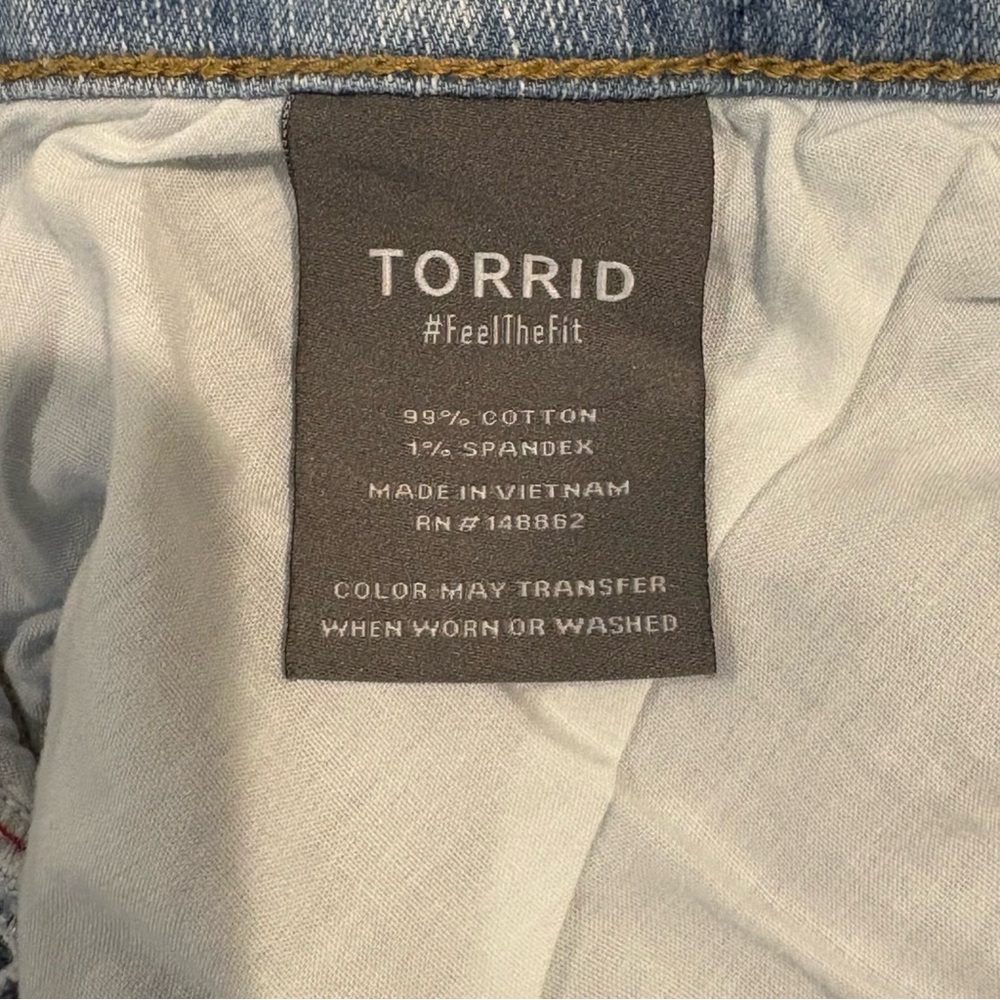 TORRID
#FeelTheFit
99% COTTON
1% SPANDEX
MADE IN VIETNAM
RN # 148862
COLOR MAY TRANSFER
WHEN WORN OR WASHED